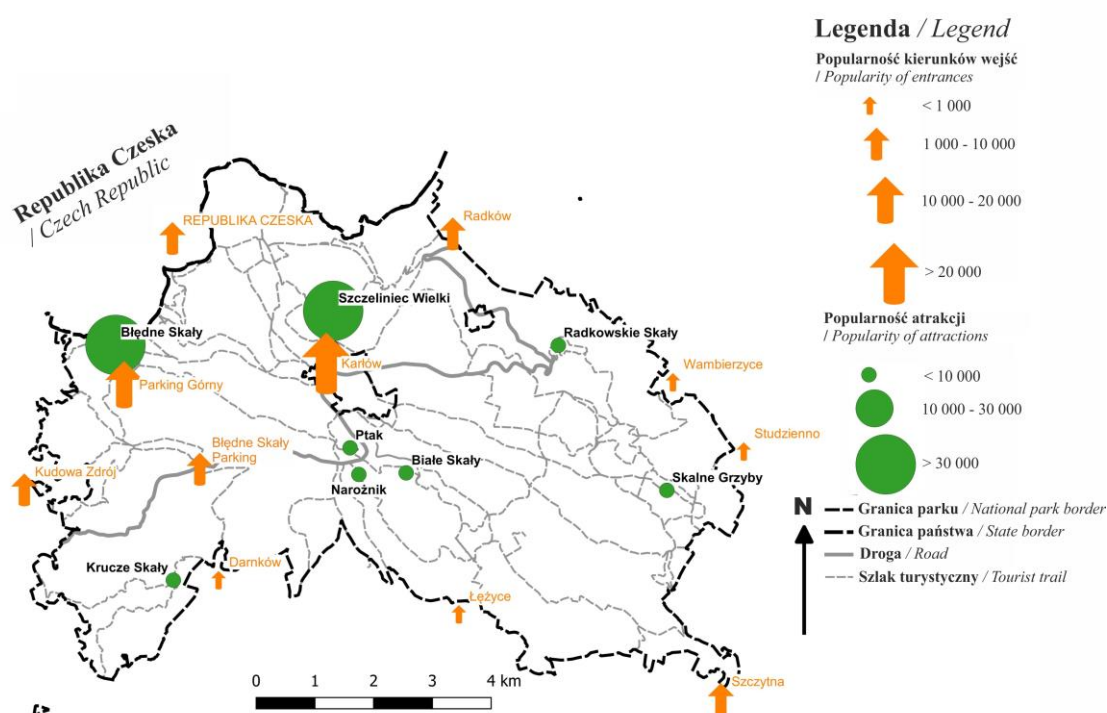 Legenda / Legend
Popularność kierunków wejść
/ Popularity of entrances
< 1 000
1 000 - 10 000
10 000 - 20 000
> 20 000
Popularność atrakcji
/ Popularity of attractions
< 10 000
10 000 - 30 000
> 30 000
N
Granica parku / National park border
Granica państwa / State border
Droga / Road
Szlak turystyczny / Tourist trail
Republika Czeska
/ Czech Republic
REPUBLIKA CZESKA
Radków
Szczeliniec Wielki
Błędne Skały
Radkowskie Skały
Karłów
Parking Górny
Wambierzyce
Ptak
Błędne Skały
Parking
Studzienno
Białe Skały
Kudowa Zdrój
Narożnik
Skalne Grzyby
Krucze Skały
Darnków
Łężyce
Szczytna
0 1 2 3 4 km